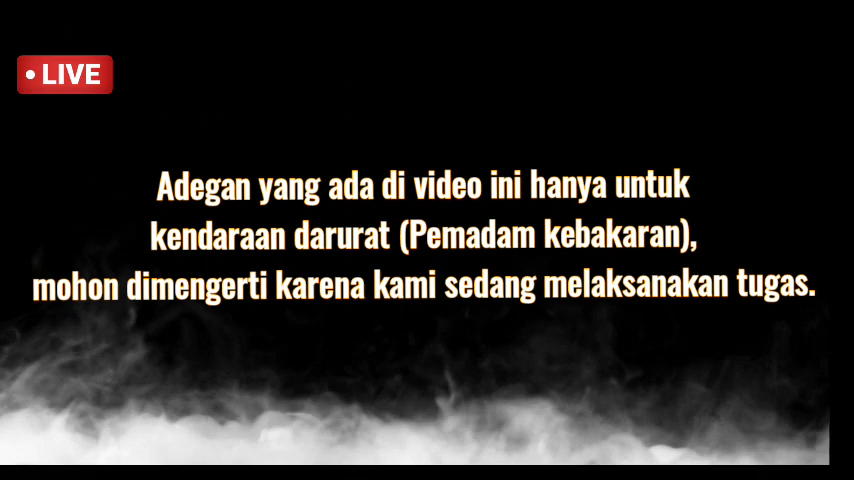 LIVE
Adegan yang ada di video ini hanya untuk
kendaraan darurat (Pemadam kebakaran),
mohon dimengerti karena kami sedang melaksanakan tugas.